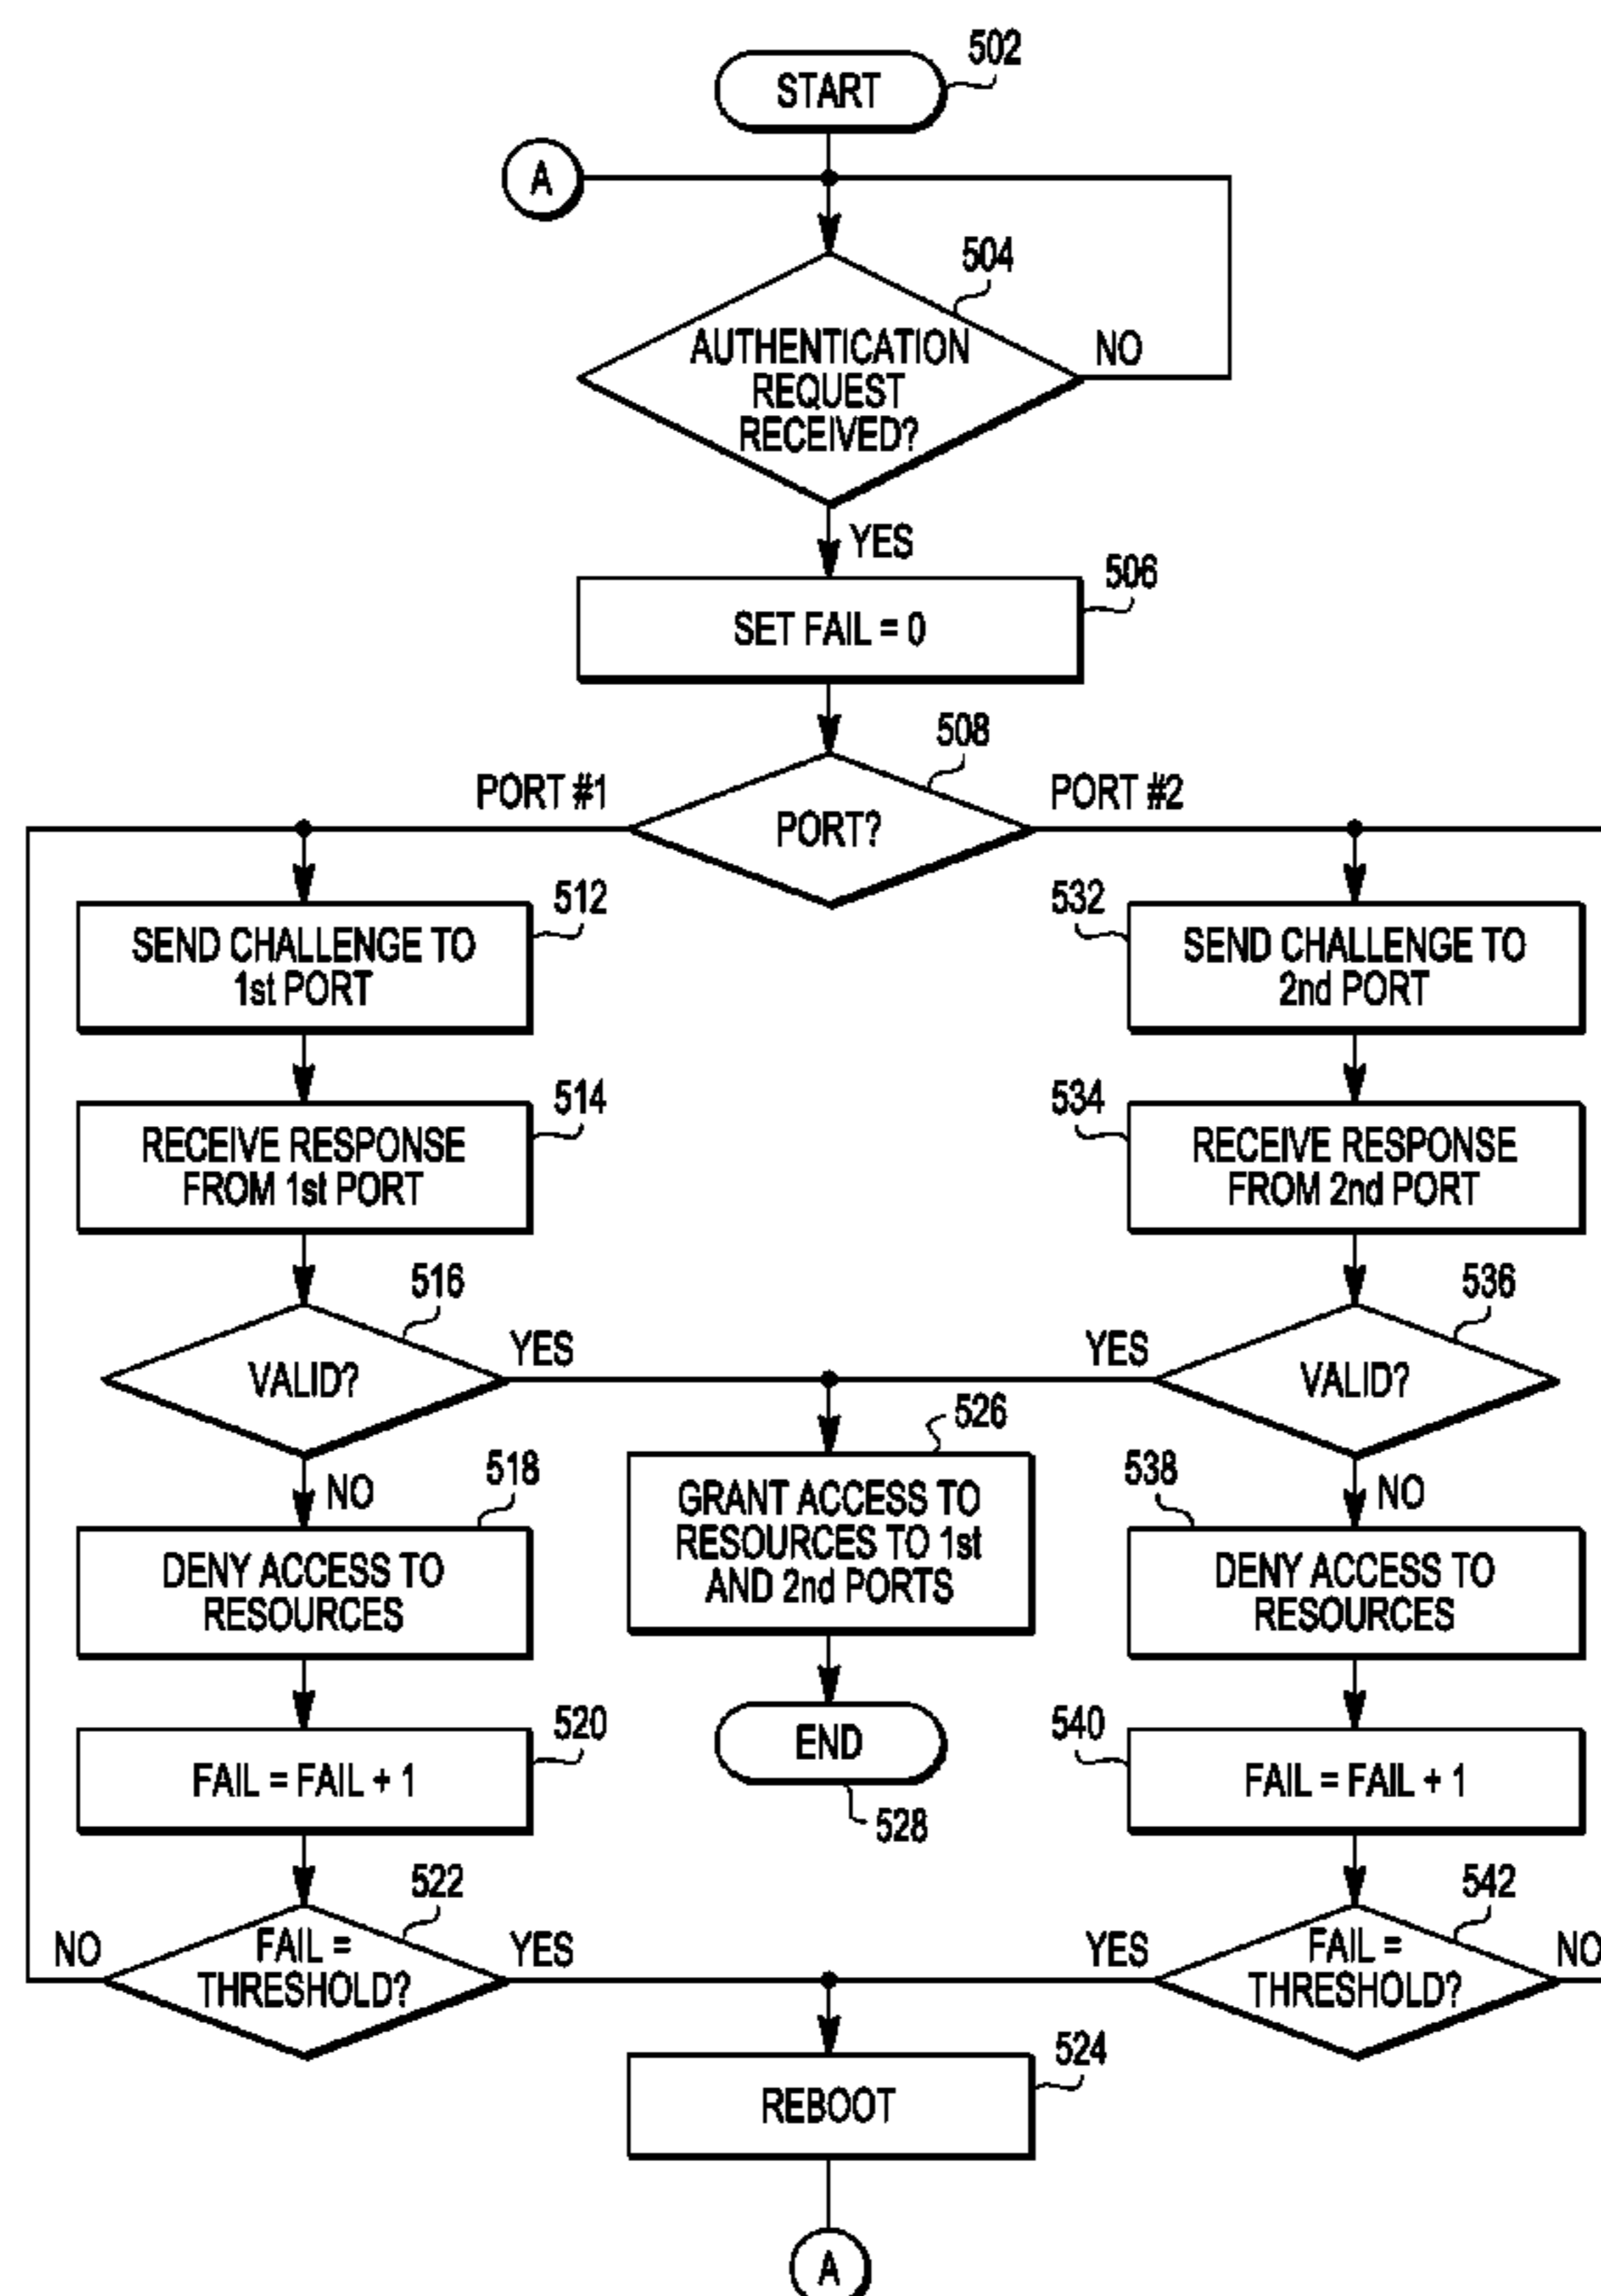 502
START
A
504
AUTHENTICATION
REQUEST
RECEIVED?
NO
YES
506
SET FAIL = 0
508
PORT #1
PORT?
PORT #2
512
SEND CHALLENGE TO
1st PORT
532
SEND CHALLENGE TO
2nd PORT
514
RECEIVE RESPONSE
FROM 1st PORT
534
RECEIVE RESPONSE
FROM 2nd PORT
516
VALID?
YES
536
YES
VALID?
526
GRANT ACCESS TO
RESOURCES TO 1st
AND 2nd PORTS
NO
518
DENY ACCESS TO
RESOURCES
538
NO
DENY ACCESS TO
RESOURCES
520
FAIL = FAIL + 1
END
528
540
FAIL = FAIL + 1
522
NO
FAIL =
THRESHOLD?
YES
542
YES
FAIL =
THRESHOLD?
NO
524
REBOOT
A